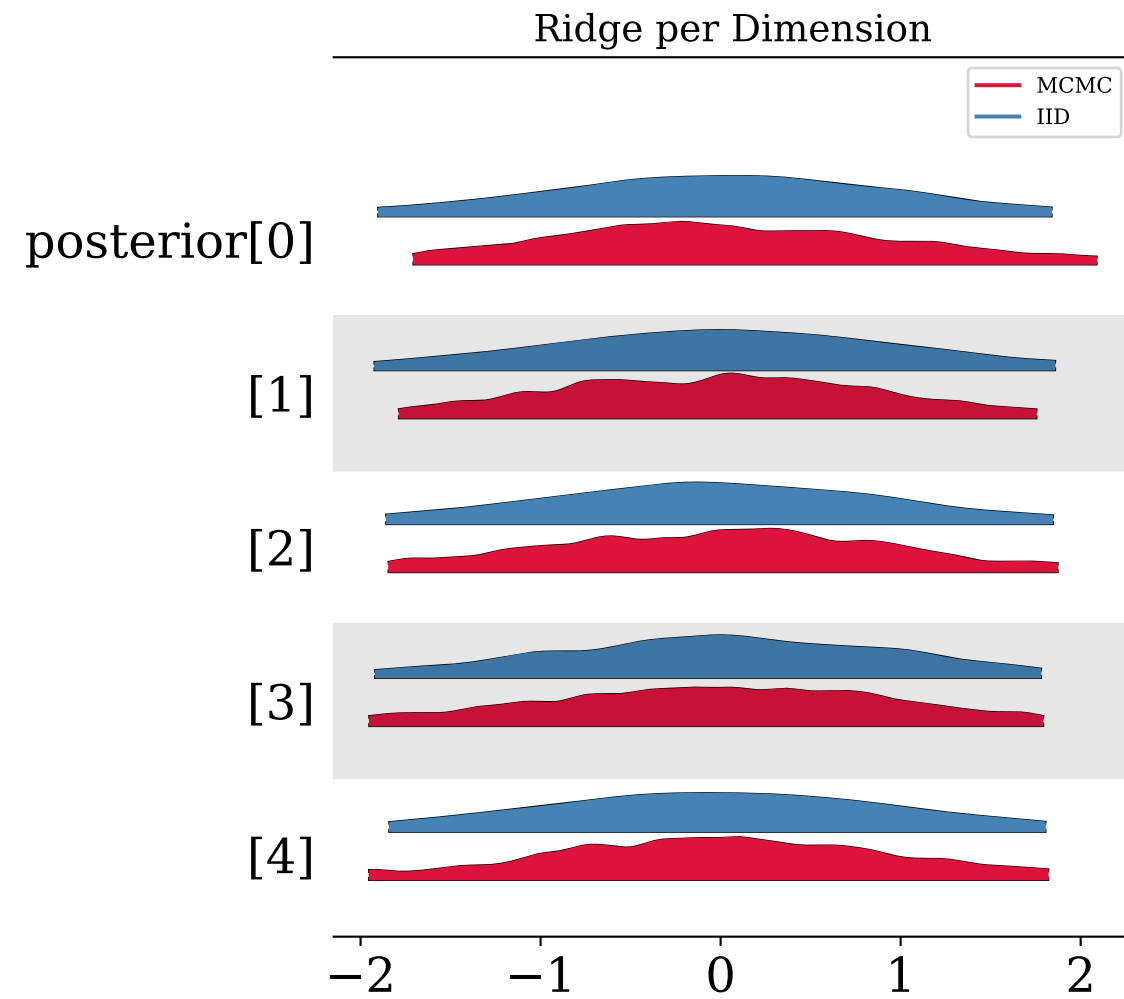 Ridge per Dimension
MCMC
IID
posterior[0]
[1]
[2]
[3]
[4]
−2 −1 0 1 2